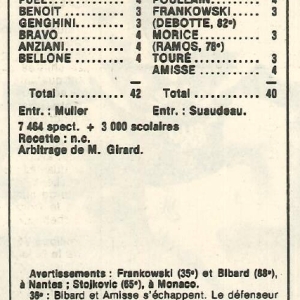 BENOIT ............ 3
GENGHINI ........ 3
BRAVO ............. 4
ANZIANI ........... 4
BELLONE .......... 4
Total ............ 42
Entr. : Muller
FRANKOWSKI .... 3
(DEBOTTE, 82e)
MORICE ............ 3
(RAMOS, 78e)
TOURÉ ............. 3
AMISSE ............ 4
Total ............ 40
Entr. : Suaudeau.
7 464 spect. + 3 000 scolaires
Recette : n.c.
Arbitrage de M. Girard.
Avertissements : Frankowski (35e) et Bibard (88e),
à Nantes ; Stojkovic (65e), à Monaco.
38e : Bibard et Amisse s'échappent. Le défenseur